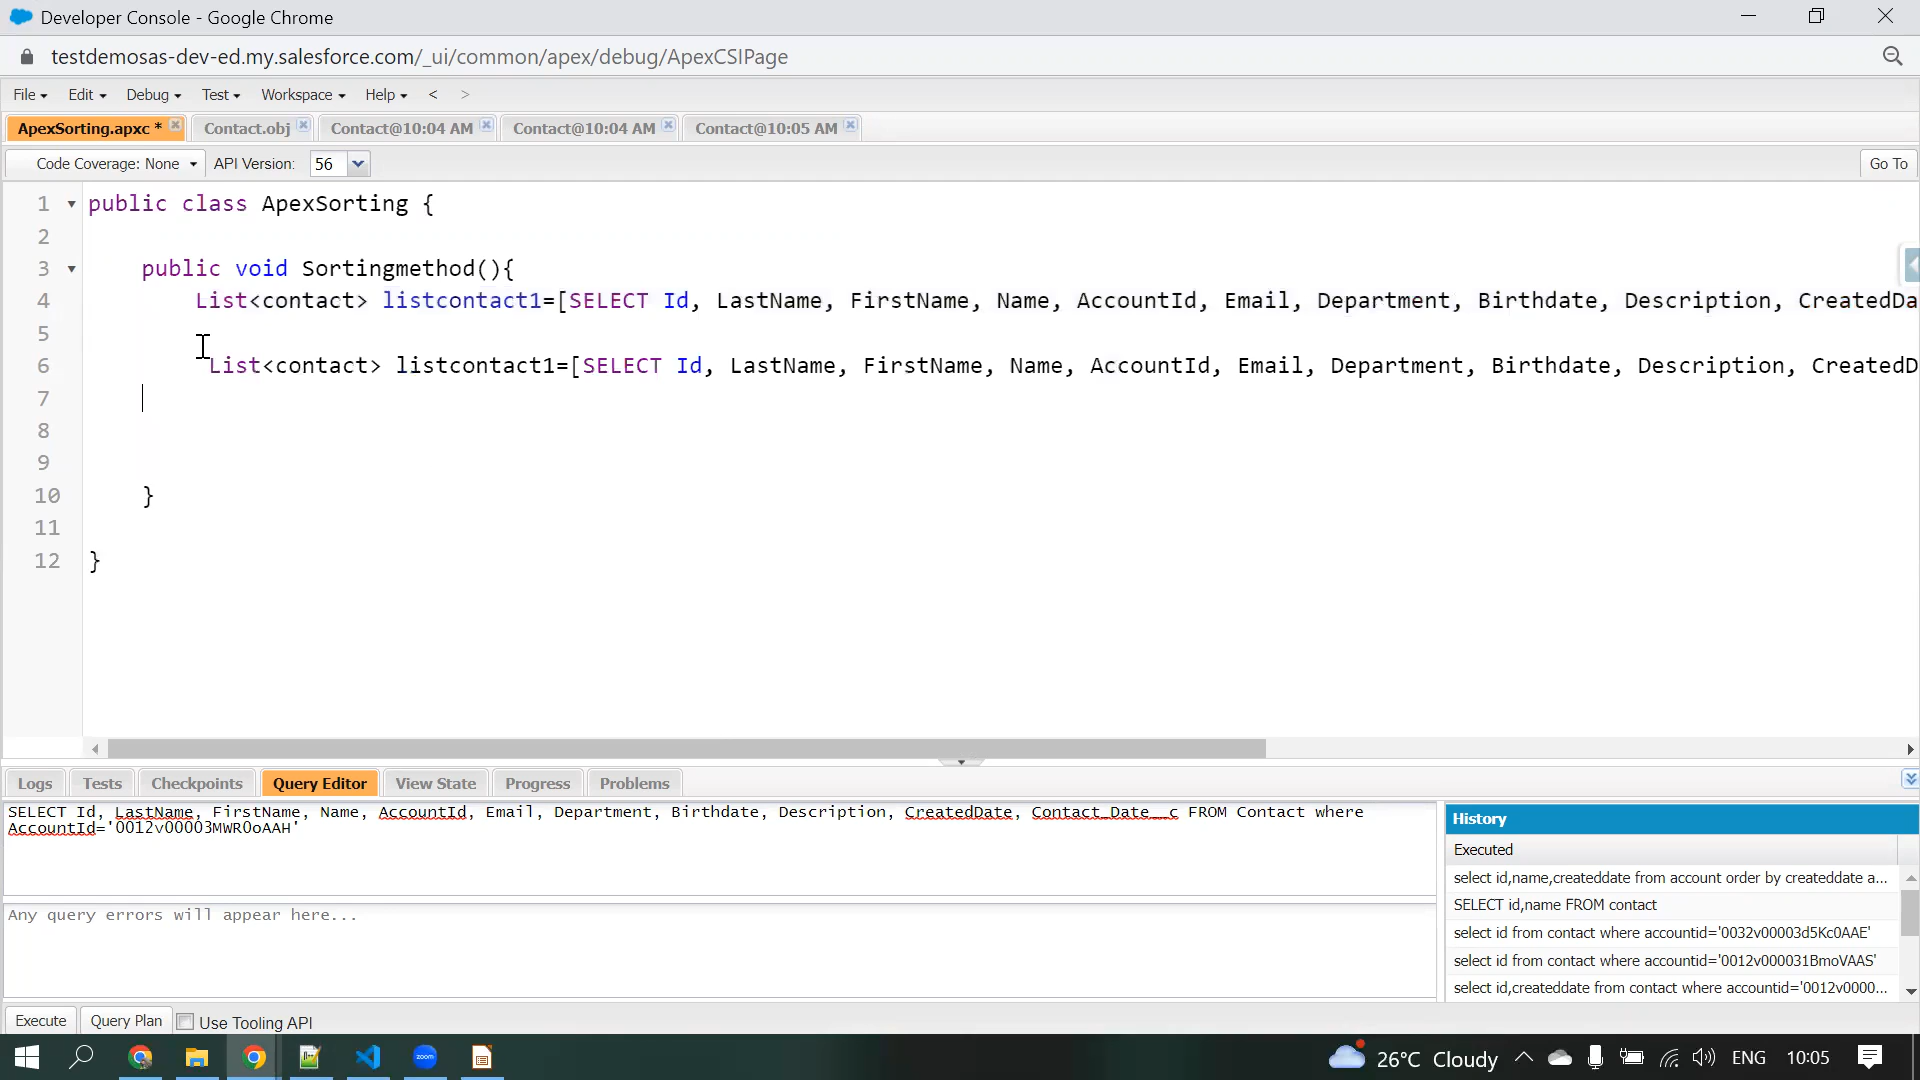 Developer Console - Google Chrome
testdemosas-dev-ed.my.salesforce.com/_ui/common/apex/debug/ApexCSIPage
File Edit Debug Test Workspace Help < >
ApexSorting.apxc * Contact.obj Contact@10:04 AM Contact@10:04 AM Contact@10:05 AM
Code Coverage: None API Version: 56 Go To
1 public class ApexSorting {
2
3 public void Sortingmethod(){
4 List<contact> listcontact1=[SELECT Id, LastName, FirstName, Name, AccountId, Email, Department, Birthdate, Description, CreatedDa
5
6 List<contact> listcontact1=[SELECT Id, LastName, FirstName, Name, AccountId, Email, Department, Birthdate, Description, CreatedD
7
8
9
10 }
11
12 }
Logs Tests Checkpoints Query Editor View State Progress Problems
SELECT Id, LastName, FirstName, Name, AccountId, Email, Department, Birthdate, Description, CreatedDate, Contact_Date__c FROM Contact where
AccountId='0012v00003MWR0oAAH'
Any query errors will appear here...
History
Executed
select id,name,createddate from account order by createddate a...
SELECT id,name FROM contact
select id from contact where accountid='0032v00003d5Kc0AAE'
select id from contact where accountid='0012v000031BmoVAAS'
select id,createddate from contact where accountid='0012v0000...
Execute Query Plan Use Tooling API
zoom
26°C Cloudy ENG 10:05